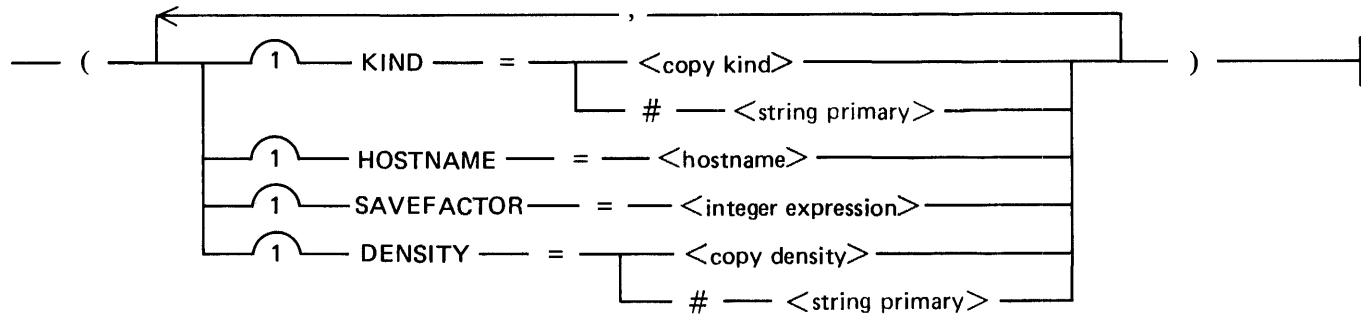 ,
( 1 KIND = <copy kind> )
# <string primary>
1 HOSTNAME = <hostname>
1 SAVEFACTOR = <integer expression>
1 DENSITY = <copy density>
# <string primary>